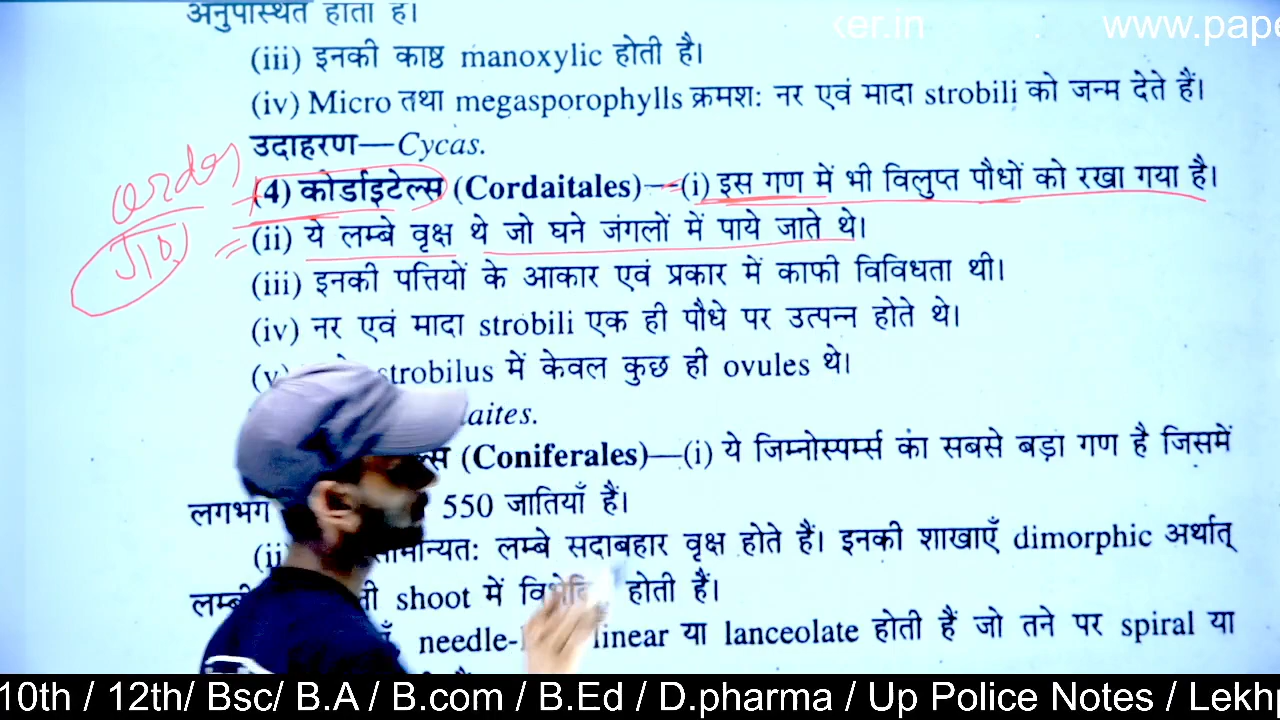 अनुपस्थित होता है।
ker.in www.pape
(iii) इनकी काष्ठ manoxylic होती है।
(iv) Micro तथा megasporophylls क्रमश: नर एवं मादा strobili को जन्म देते हैं।
उदाहरण—Cycas.
order
(4) कोर्डाइटेल्स (Cordaitales)—(i) इस गण में भी विलुप्त पौधों को रखा गया है।
(ii) ये लम्बे वृक्ष थे जो घने जंगलों में पाये जाते थे।
(iii) इनकी पत्तियों के आकार एवं प्रकार में काफी विविधता थी।
(iv) नर एवं मादा strobili एक ही पौधे पर उत्पन्न होते थे।
(v) strobilus में केवल कुछ ही ovules थे।
aites.
ल्स (Coniferales)—(i) ये जिम्नोस्पर्म्स का सबसे बड़ा गण है जिसमें
लगभग 550 जातियाँ हैं।
(ii) सामान्यत: लम्बे सदाबहार वृक्ष होते हैं। इनकी शाखाएँ dimorphic अर्थात्
shoot में होती हैं।
needle- linear या lanceolate होती हैं जो तने पर spiral या
10th / 12th/ Bsc/ B.A / B.com / B.Ed / D.pharma / Up Police Notes / Lekhp